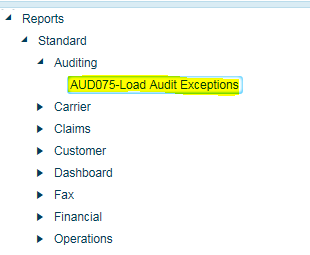 Reports
Standard
Auditing
AUD075-Load Audit Exceptions
Carrier
Claims
Customer
Dashboard
Fax
Financial
Operations